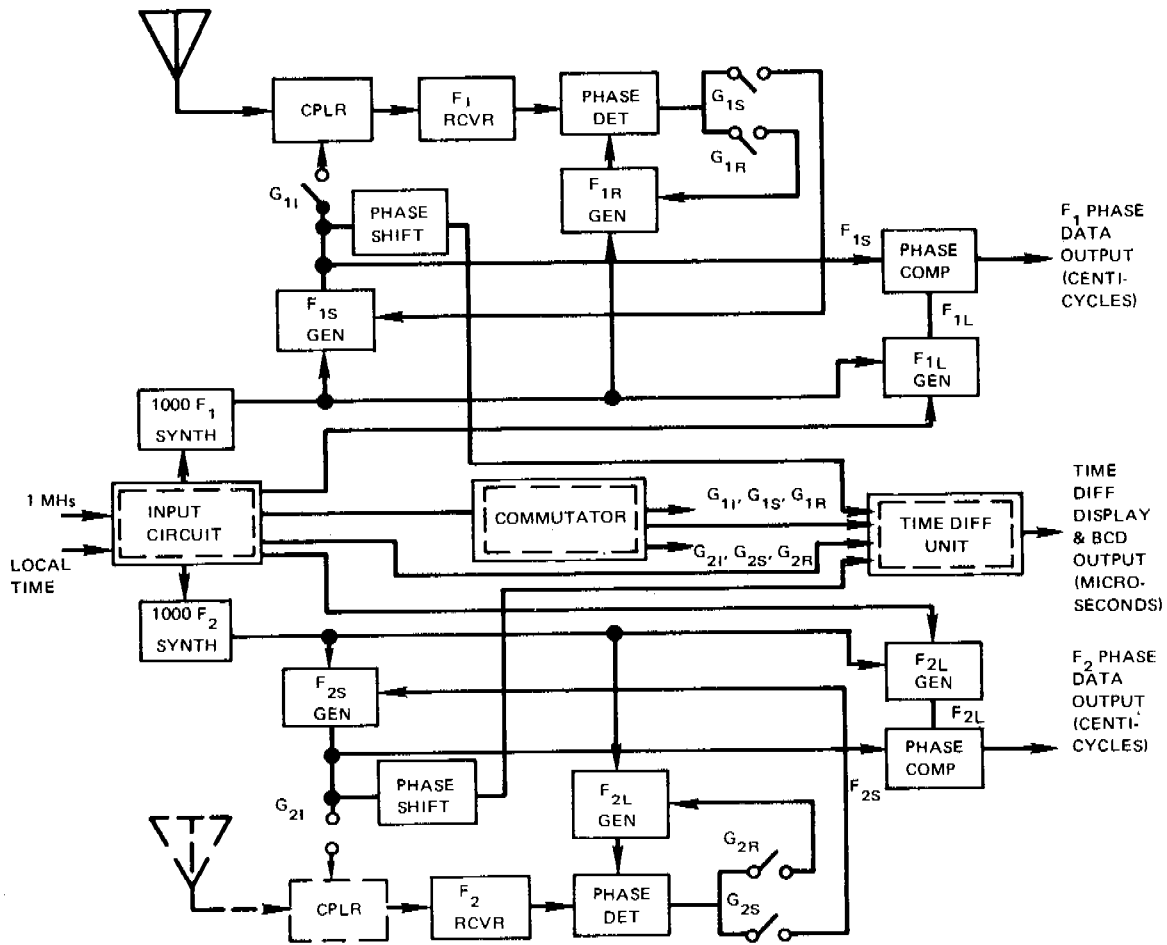 CPLR
F1
RCVR
PHASE
DET
G1S
G1R
G1I
PHASE
SHIFT
F1R
GEN
F1S
GEN
F1S
PHASE
COMP
F1 PHASE
DATA
OUTPUT
(CENTI-
CYCLES)
F1L
F1L
GEN
1000 F1
SYNTH
1 MHs
LOCAL
TIME
INPUT
CIRCUIT
COMMUTATOR
G1I, G1S, G1R
G2I, G2S, G2R
TIME DIFF
UNIT
TIME
DIFF
DISPLAY
& BCD
OUTPUT
(MICRO-
SECONDS)
1000 F2
SYNTH
F2S
GEN
F2L
GEN
F2L
PHASE
COMP
F2 PHASE
DATA
OUTPUT
(CENTI-
CYCLES)
F2S
G2I
PHASE
SHIFT
F2L
GEN
G2R
G2S
CPLR
F2
RCVR
PHASE
DET